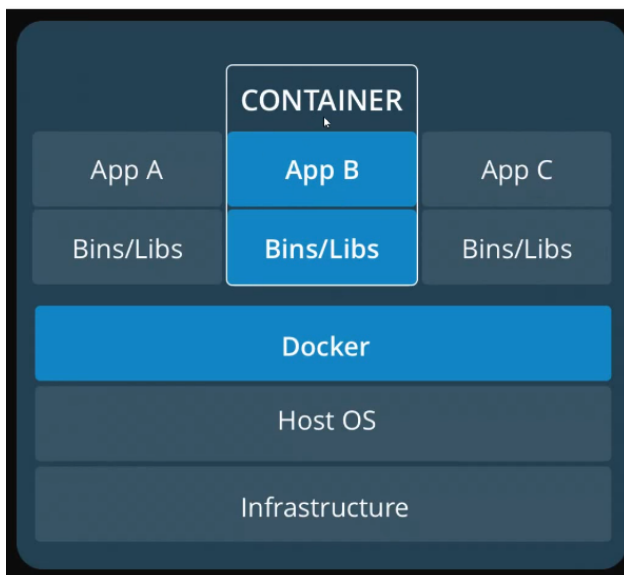 CONTAINER
App A
App B
App C
Bins/Libs
Bins/Libs
Bins/Libs
Docker
Host OS
Infrastructure